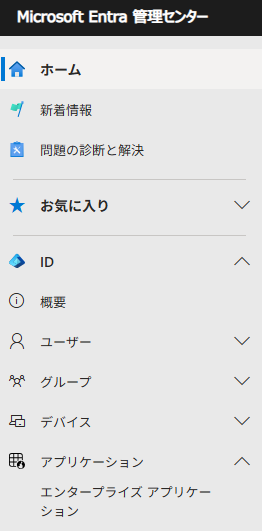 Microsoft Entra 管理センター
ホーム
新着情報
問題の診断と解決
お気に入り
ID
概要
ユーザー
グループ
デバイス
アプリケーション
エンタープライズ アプリケー
ション